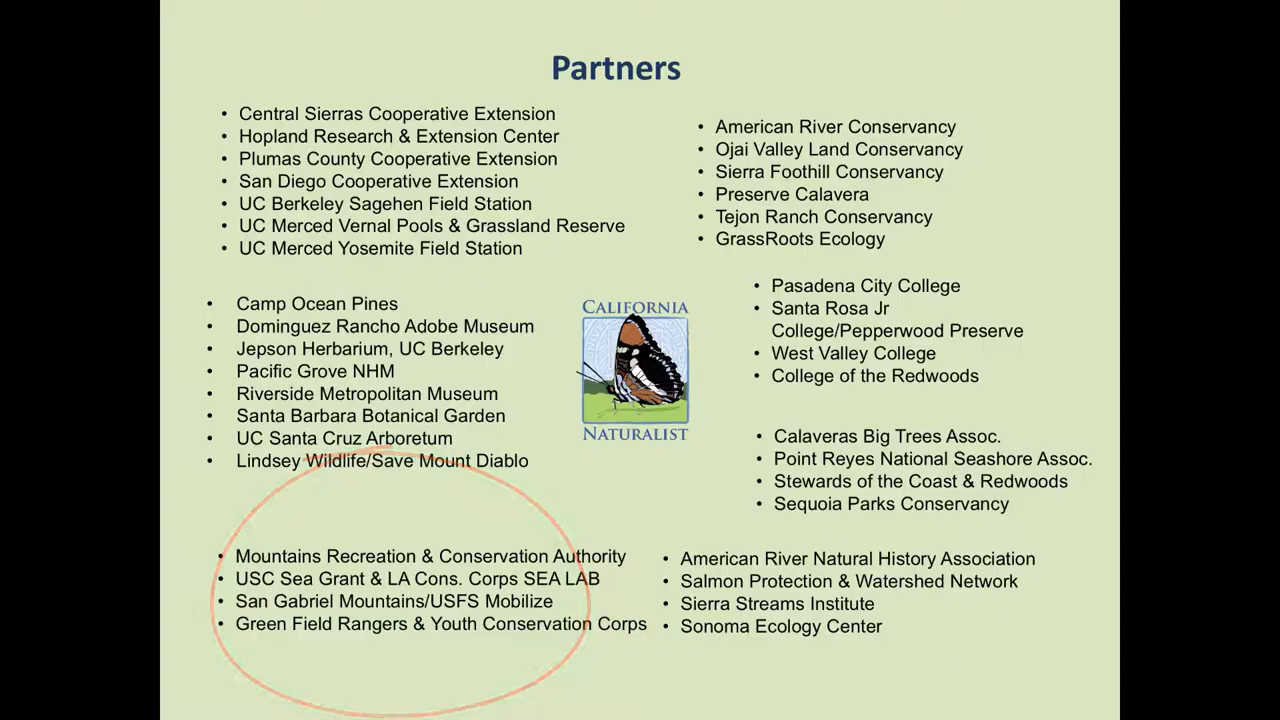 Partners
• Central Sierras Cooperative Extension
• Hopland Research & Extension Center
• Plumas County Cooperative Extension
• San Diego Cooperative Extension
• UC Berkeley Sagehen Field Station
• UC Merced Vernal Pools & Grassland Reserve
• UC Merced Yosemite Field Station
• American River Conservancy
• Ojai Valley Land Conservancy
• Sierra Foothill Conservancy
• Preserve Calavera
• Tejon Ranch Conservancy
• GrassRoots Ecology
• Camp Ocean Pines
• Dominguez Rancho Adobe Museum
• Jepson Herbarium, UC Berkeley
• Pacific Grove NHM
• Riverside Metropolitan Museum
• Santa Barbara Botanical Garden
• UC Santa Cruz Arboretum
• Lindsey Wildlife/Save Mount Diablo
CALIFORNIA
NATURALIST
• Pasadena City College
• Santa Rosa Jr
College/Pepperwood Preserve
• West Valley College
• College of the Redwoods
• Calaveras Big Trees Assoc.
• Point Reyes National Seashore Assoc.
• Stewards of the Coast & Redwoods
• Sequoia Parks Conservancy
• Mountains Recreation & Conservation Authority
• USC Sea Grant & LA Cons. Corps SEA LAB
• San Gabriel Mountains/USFS Mobilize
• Green Field Rangers & Youth Conservation Corps
• American River Natural History Association
• Salmon Protection & Watershed Network
• Sierra Streams Institute
• Sonoma Ecology Center